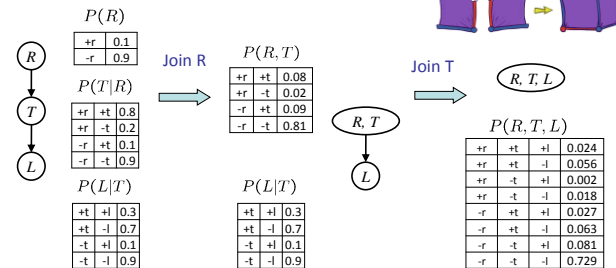 P(R)
+r 0.1
-r 0.9
R
T
L
P(T|R)
+r +t 0.8
+r -t 0.2
-r +t 0.1
-r -t 0.9
P(L|T)
+t +l 0.3
+t -l 0.7
-t +l 0.1
-t -l 0.9
Join R
P(R,T)
+r +t 0.08
+r -t 0.02
-r +t 0.09
-r -t 0.81
R, T
L
P(L|T)
+t +l 0.3
+t -l 0.7
-t +l 0.1
-t -l 0.9
Join T
R, T, L
P(R,T,L)
+r +t +l 0.024
+r +t -l 0.056
+r -t +l 0.002
+r -t -l 0.018
-r +t +l 0.027
-r +t -l 0.063
-r -t +l 0.081
-r -t -l 0.729